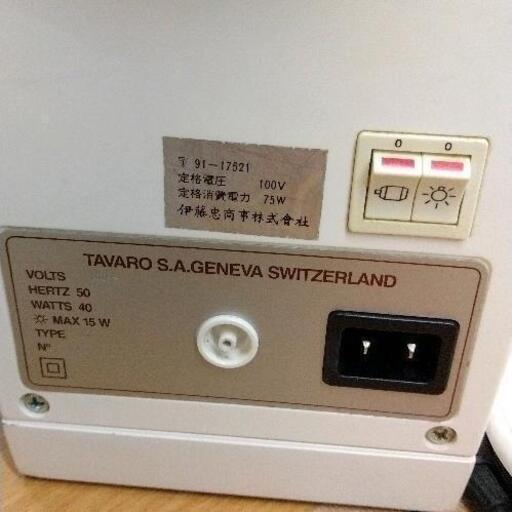 〒 91-17521
定格電圧 100V
定格消費電力 75W
伊藤忠商事株式會社
0 0
TAVARO S.A.GENEVA SWITZERLAND
VOLTS
HERTZ 50
WATTS 40
MAX 15 W
TYPE
N°